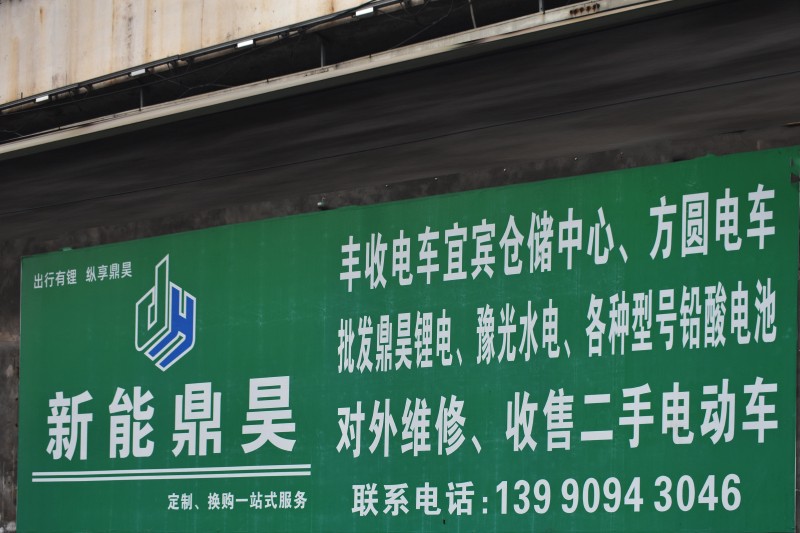 出行有锂 纵享鼎昊
新能鼎昊
定制、换购一站式服务
丰收电车宜宾仓储中心、方圆电车
批发鼎昊锂电、豫光水电、各种型号铅酸电池
对外维修、收售二手电动车
联系电话:139 9094 3046